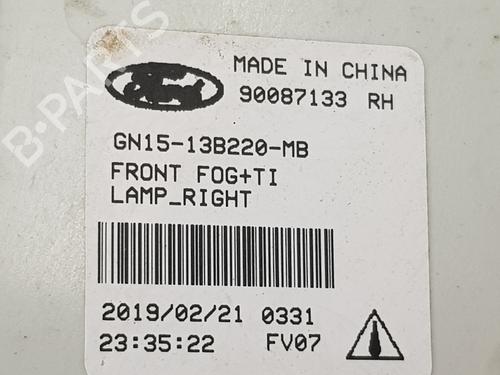 B-PARTS
Ford
MADE IN CHINA
90087133 RH
GN15-13B220-MB
FRONT FOG+TI
LAMP_RIGHT
2019/02/21 0331
23:35:22 FV07